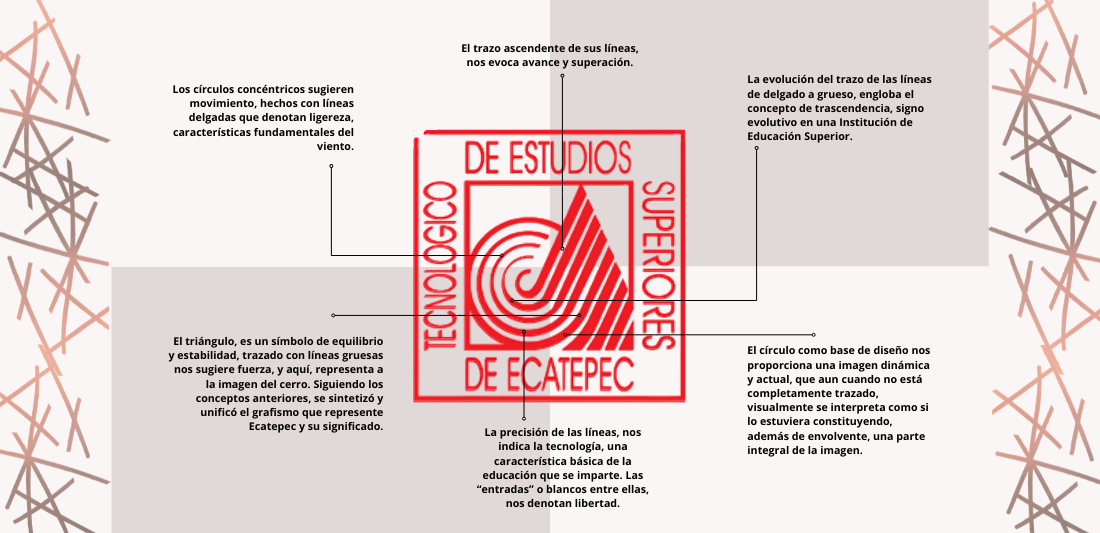 El trazo ascendente de sus líneas,
nos evoca avance y superación.
Los círculos concéntricos sugieren
movimiento, hechos con líneas
delgadas que denotan ligereza,
características fundamentales del
viento.
La evolución del trazo de las líneas
de delgado a grueso, engloba el
concepto de trascendencia, signo
evolutivo en una Institución de
Educación Superior.
TECNOLOGICO
DE ESTUDIOS
SUPERIORES
DE ECATEPEC
El triángulo, es un símbolo de equilibrio
y estabilidad, trazado con líneas gruesas
nos sugiere fuerza, y aquí, representa a
la imagen del cerro. Siguiendo los
conceptos anteriores, se sintetizó y
unificó el grafismo que represente
Ecatepec y su significado.
El círculo como base de diseño nos
proporciona una imagen dinámica
y actual, que aun cuando no está
completamente trazado,
visualmente se interpreta como si
lo estuviera constituyendo,
además de envolvente, una parte
integral de la imagen.
La precisión de las líneas, nos
indica la tecnología, una
característica básica de la
educación que se imparte. Las
“entradas” o blancos entre ellas,
nos denotan libertad.